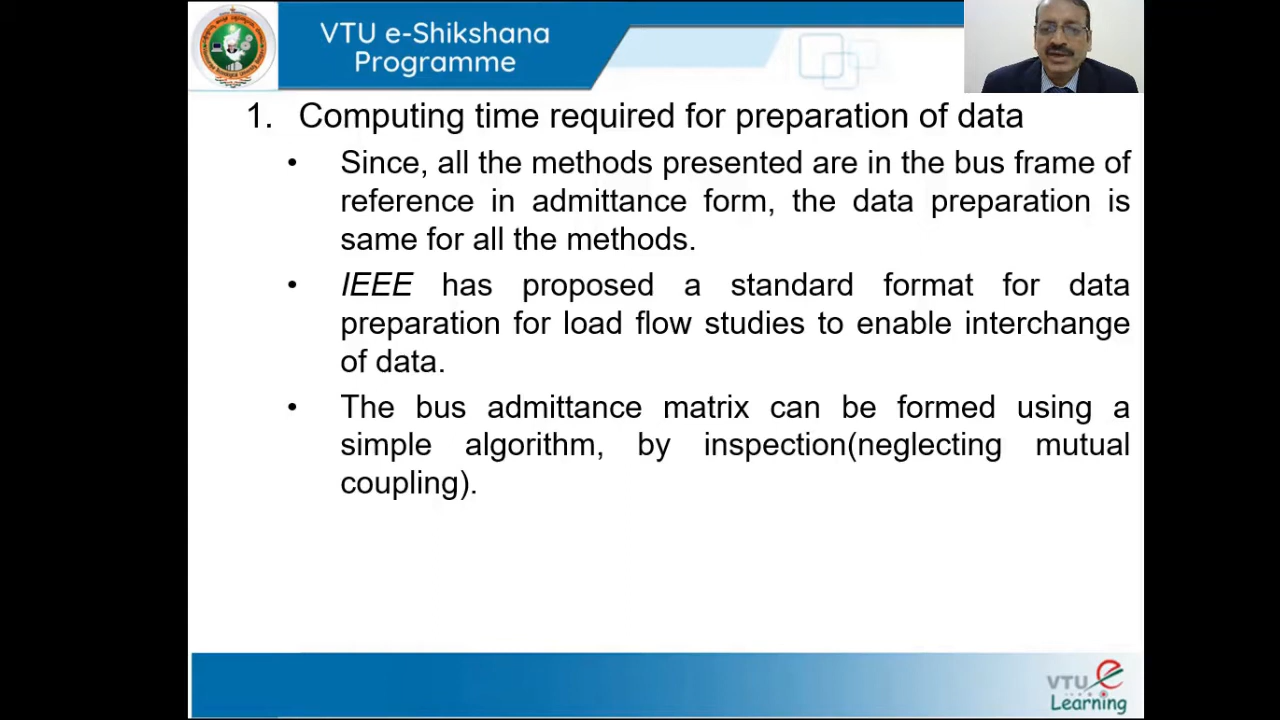 VTU e-Shikshana
Programme
1. Computing time required for preparation of data
• Since, all the methods presented are in the bus frame of
reference in admittance form, the data preparation is
same for all the methods.
• IEEE has proposed a standard format for data
preparation for load flow studies to enable interchange
of data.
• The bus admittance matrix can be formed using a
simple algorithm, by inspection(neglecting mutual
coupling).
VTU e
Learning